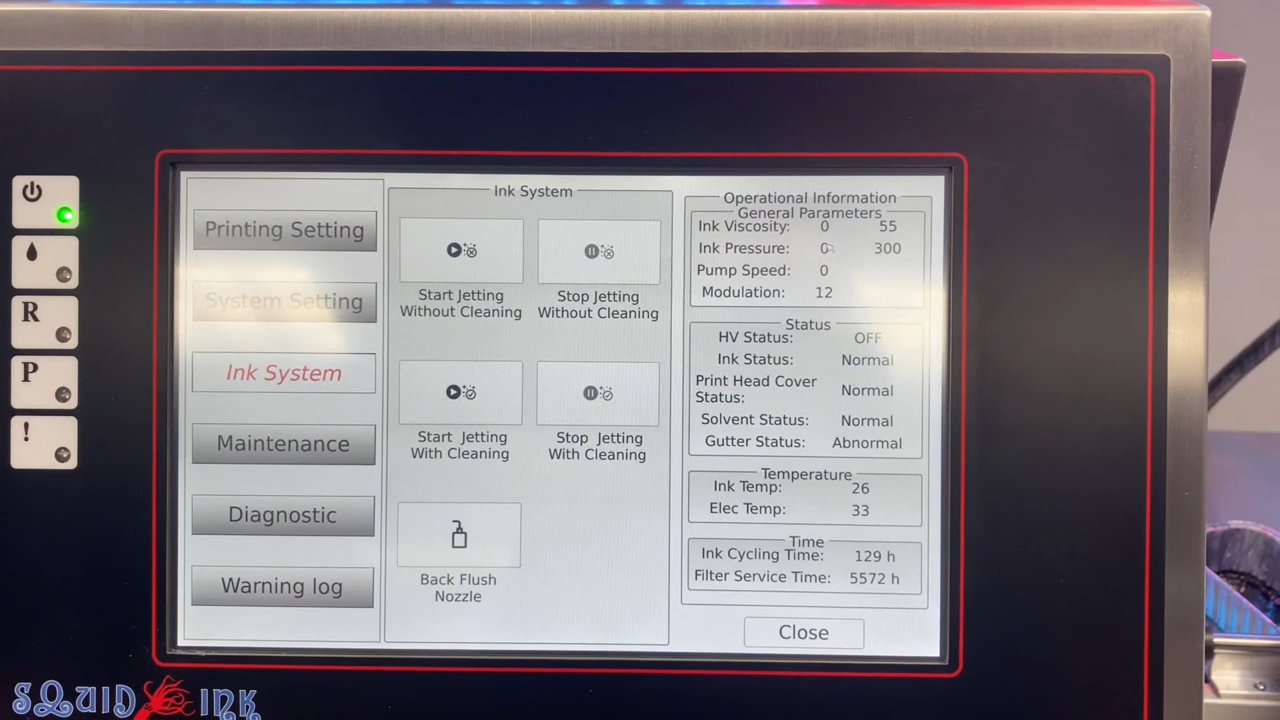 R
P
!
Printing Setting
System Setting
Ink System
Maintenance
Diagnostic
Warning log
Ink System
Start Jetting
Without Cleaning
Stop Jetting
Without Cleaning
Start Jetting
With Cleaning
Stop Jetting
With Cleaning
Back Flush
Nozzle
Operational Information
General Parameters
Ink Viscosity: 0 55
Ink Pressure: 0 300
Pump Speed: 0
Modulation: 12
Status
HV Status: OFF
Ink Status: Normal
Print Head Cover
Status: Normal
Solvent Status: Normal
Gutter Status: Abnormal
Temperature
Ink Temp: 26
Elec Temp: 33
Time
Ink Cycling Time: 129 h
Filter Service Time: 5572 h
Close
SQUID INK